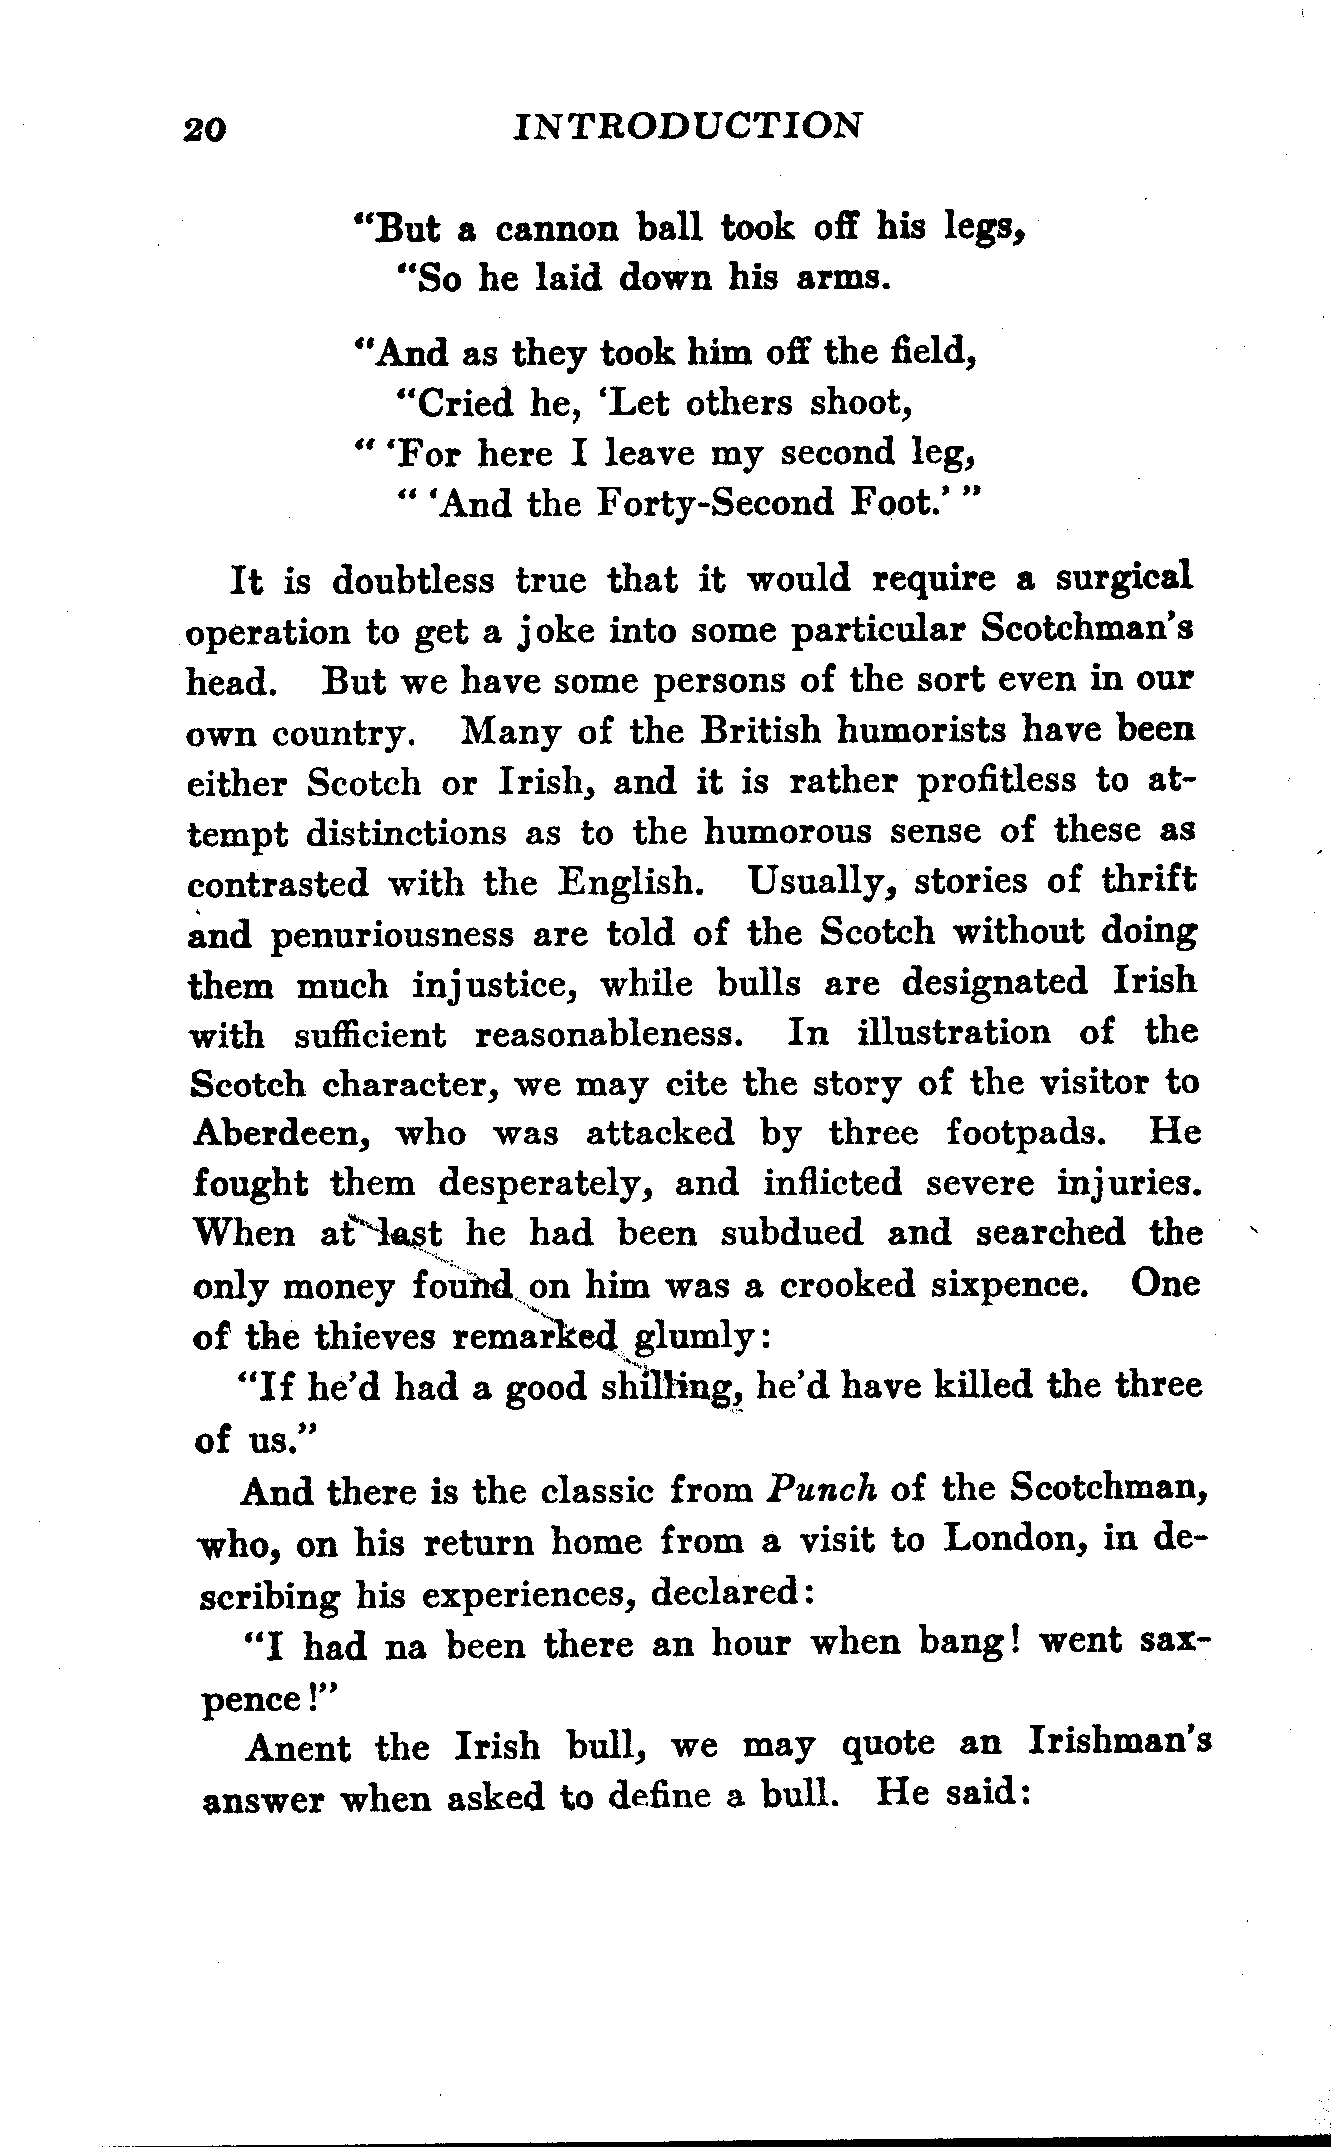 20 INTRODUCTION
“But a cannon ball took off his legs,
“So he laid down his arms.
“And as they took him off the field,
“Cried he, ‘Let others shoot,
“ ‘For here I leave my second leg,
“ ‘And the Forty-Second Foot.’ ”
It is doubtless true that it would require a surgical
operation to get a joke into some particular Scotchman’s
head. But we have some persons of the sort even in our
own country. Many of the British humorists have been
either Scotch or Irish, and it is rather profitless to at-
tempt distinctions as to the humorous sense of these as
contrasted with the English. Usually, stories of thrift
and penuriousness are told of the Scotch without doing
them much injustice, while bulls are designated Irish
with sufficient reasonableness. In illustration of the
Scotch character, we may cite the story of the visitor to
Aberdeen, who was attacked by three footpads. He
fought them desperately, and inflicted severe injuries.
When at last he had been subdued and searched the
only money found on him was a crooked sixpence. One
of the thieves remarked glumly:
“If he’d had a good shilling, he’d have killed the three
of us.”
And there is the classic from Punch of the Scotchman,
who, on his return home from a visit to London, in de-
scribing his experiences, declared:
“I had na been there an hour when bang! went sax-
pence!”
Anent the Irish bull, we may quote an Irishman’s
answer when asked to define a bull. He said: